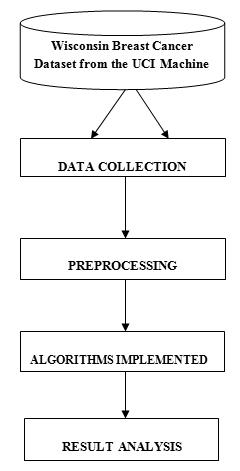 Wisconsin Breast Cancer
Dataset from the UCI Machine
DATA COLLECTION
PREPROCESSING
ALGORITHMS IMPLEMENTED
RESULT ANALYSIS